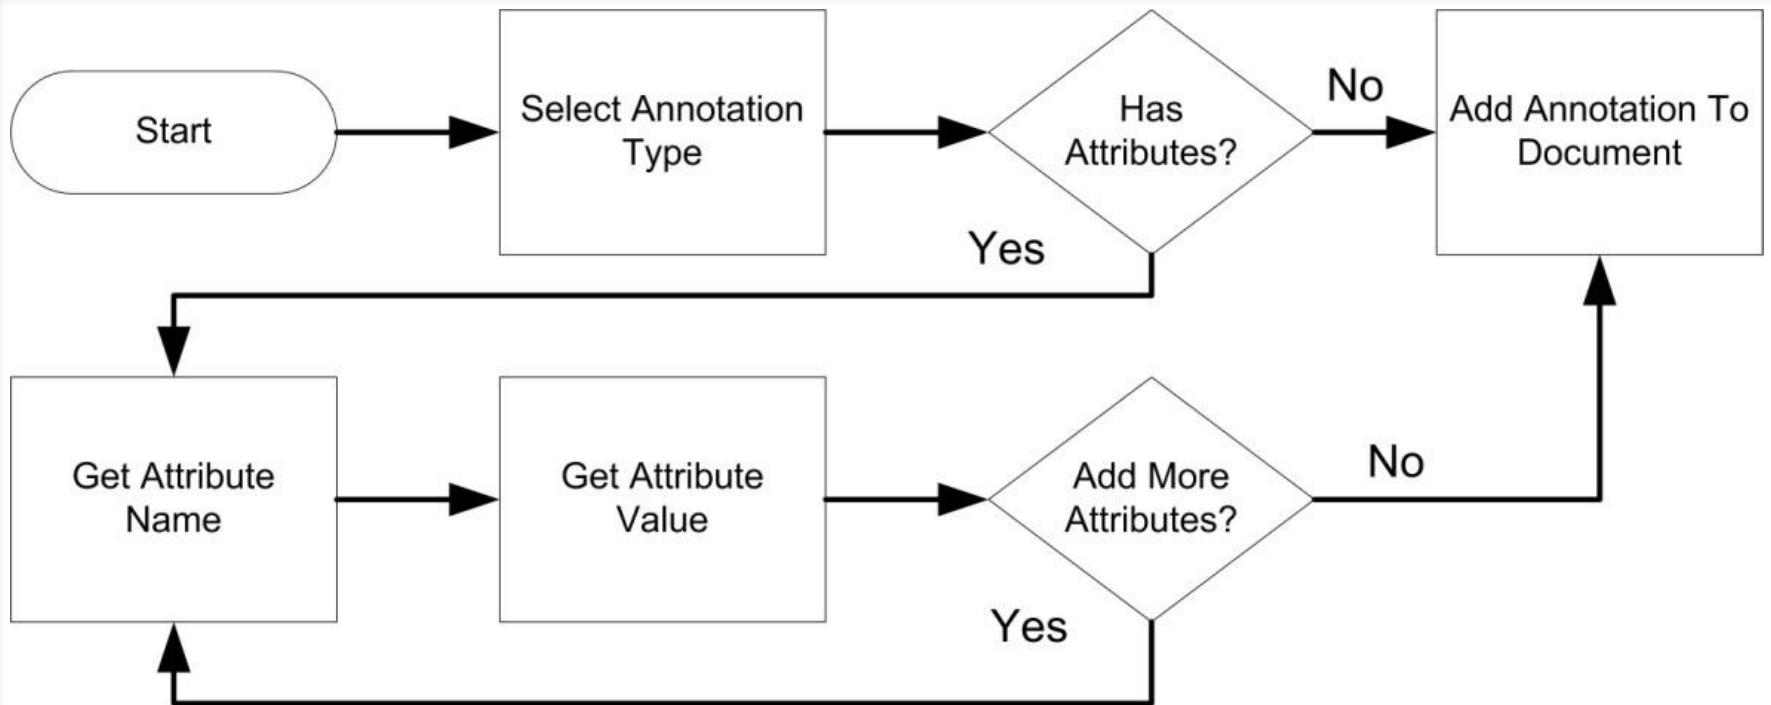 Start
Select Annotation
Type
Has
Attributes?
No
Add Annotation To
Document
Yes
Get Attribute
Name
Get Attribute
Value
Add More
Attributes?
No
Yes